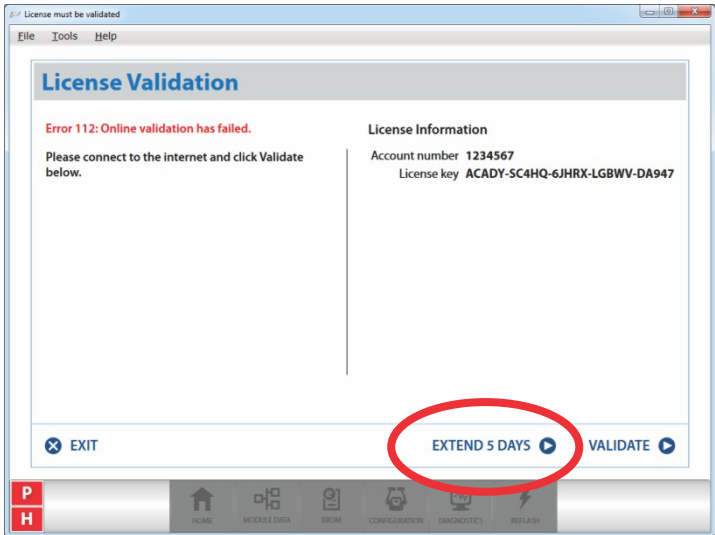 License must be validated
File Tools Help
License Validation
Error 112: Online validation has failed.
Please connect to the internet and click Validate
below.
License Information
Account number 1234567
License key ACADY-SC4HQ-6JHRX-LGBWV-DA947
EXIT
EXTEND 5 DAYS
VALIDATE
P
H
HOME MODULE DATA EROM CONFIGURATION DIAGNOSTICS REFLASH